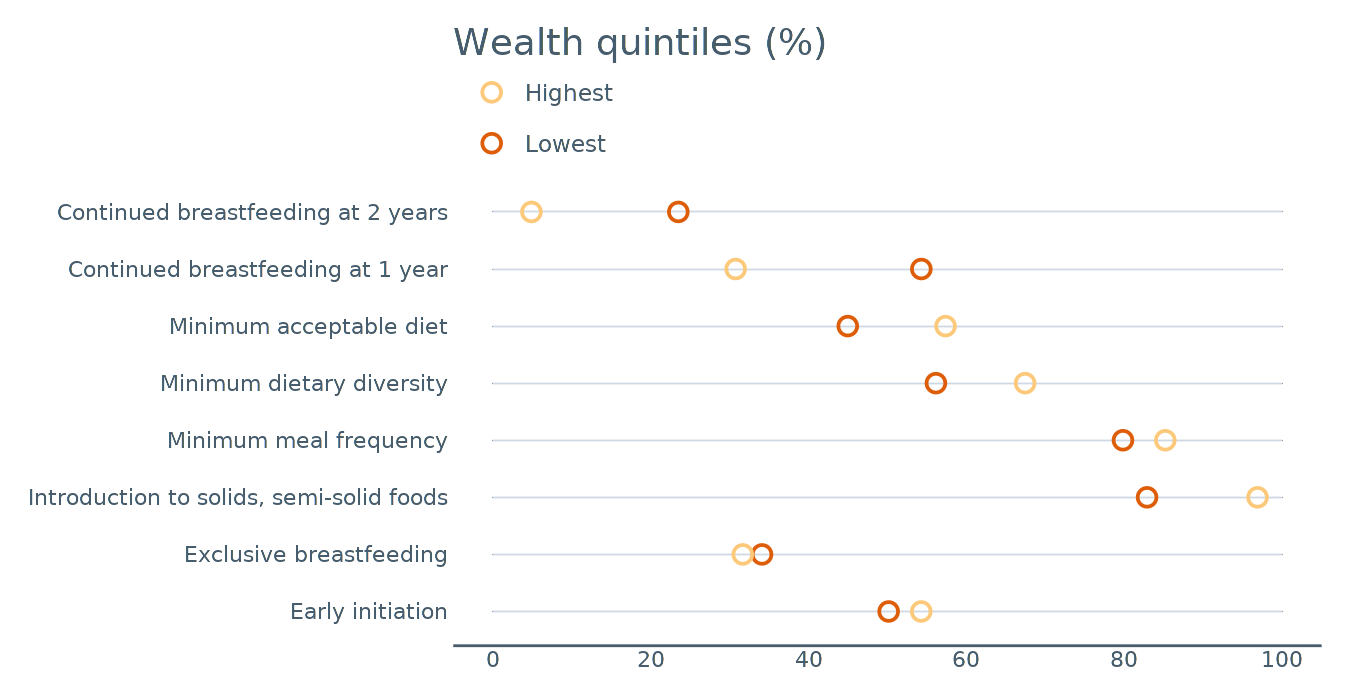 Wealth quintiles (%)
Highest
Lowest
Continued breastfeeding at 2 years
Continued breastfeeding at 1 year
Minimum acceptable diet
Minimum dietary diversity
Minimum meal frequency
Introduction to solids, semi-solid foods
Exclusive breastfeeding
Early initiation
0 20 40 60 80 100